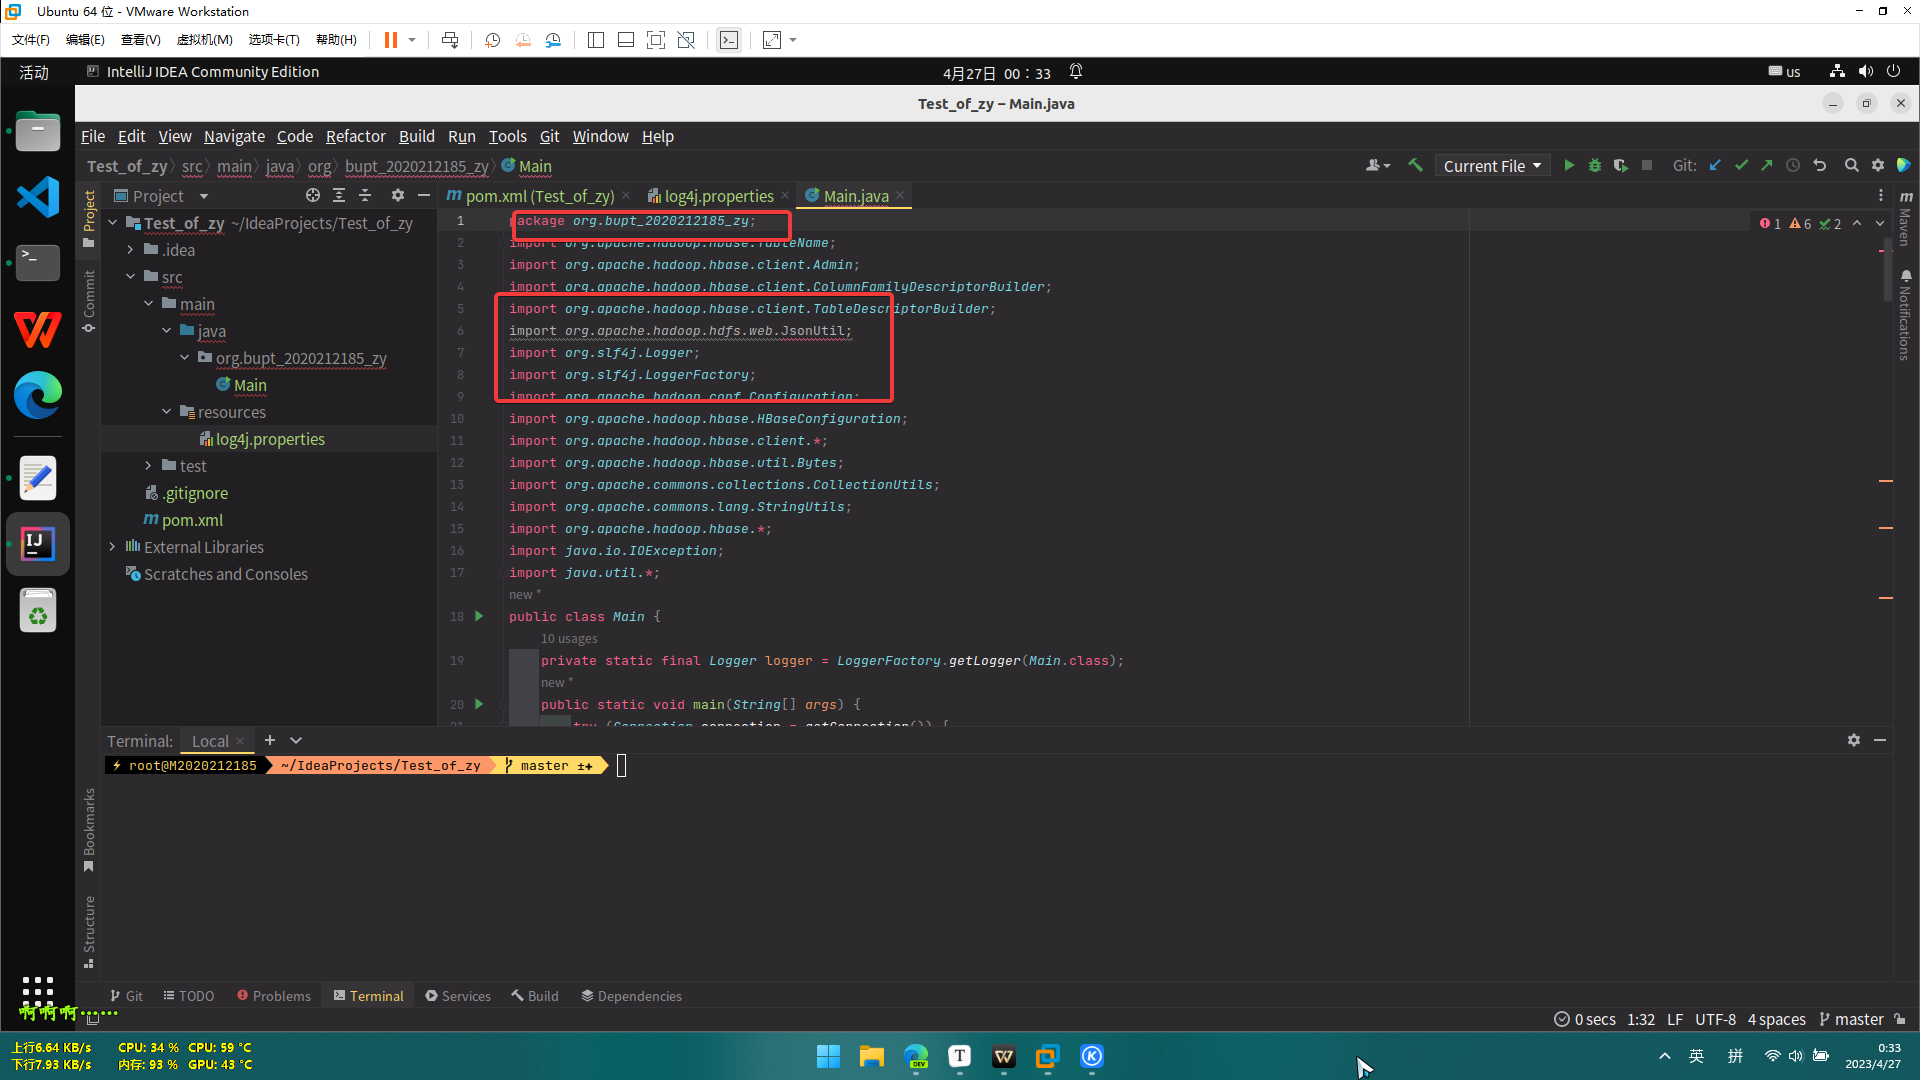 Ubuntu 64 位 - VMware Workstation
文件(F) 编辑(E) 查看(V) 虚拟机(M) 选项卡(T) 帮助(H)
活动 IntelliJ IDEA Community Edition 4月27日 00：33 us
Test_of_zy – Main.java
File Edit View Navigate Code Refactor Build Run Tools Git Window Help
Test_of_zy src main java org bupt_2020212185_zy Main Current File Git:
Project pom.xml (Test_of_zy) log4j.properties Main.java
Project
Commit
Bookmarks
Structure
Maven
Notifications
Test_of_zy ~/IdeaProjects/Test_of_zy
.idea
src
main
java
org.bupt_2020212185_zy
Main
resources
log4j.properties
test
.gitignore
pom.xml
External Libraries
Scratches and Consoles
1 6 2
1 package org.bupt_2020212185_zy;
2 import org.apache.hadoop.hbase.TableName;
3 import org.apache.hadoop.hbase.client.Admin;
4 import org.apache.hadoop.hbase.client.ColumnFamilyDescriptorBuilder;
5 import org.apache.hadoop.hbase.client.TableDescriptorBuilder;
6 import org.apache.hadoop.hdfs.web.JsonUtil;
7 import org.slf4j.Logger;
8 import org.slf4j.LoggerFactory;
9 import org.apache.hadoop.conf.Configuration;
10 import org.apache.hadoop.hbase.HBaseConfiguration;
11 import org.apache.hadoop.hbase.client.*;
12 import org.apache.hadoop.hbase.util.Bytes;
13 import org.apache.commons.collections.CollectionUtils;
14 import org.apache.commons.lang.StringUtils;
15 import org.apache.hadoop.hbase.*;
16 import java.io.IOException;
17 import java.util.*;
new *
18 public class Main {
10 usages
19 private static final Logger logger = LoggerFactory.getLogger(Main.class);
new *
20 public static void main(String[] args) {
21 try (Connection connection = getConnection()) {
Terminal: Local
root@M2020212185 ~/IdeaProjects/Test_of_zy master ±+
Git TODO Problems Terminal Services Build Dependencies
啊啊啊······
0 secs 1:32 LF UTF-8 4 spaces master
上行6.64 KB/s CPU: 34 % CPU: 59 °C
下行7.93 KB/s 内存: 93 % GPU: 43 °C
英 拼 0:33
2023/4/27